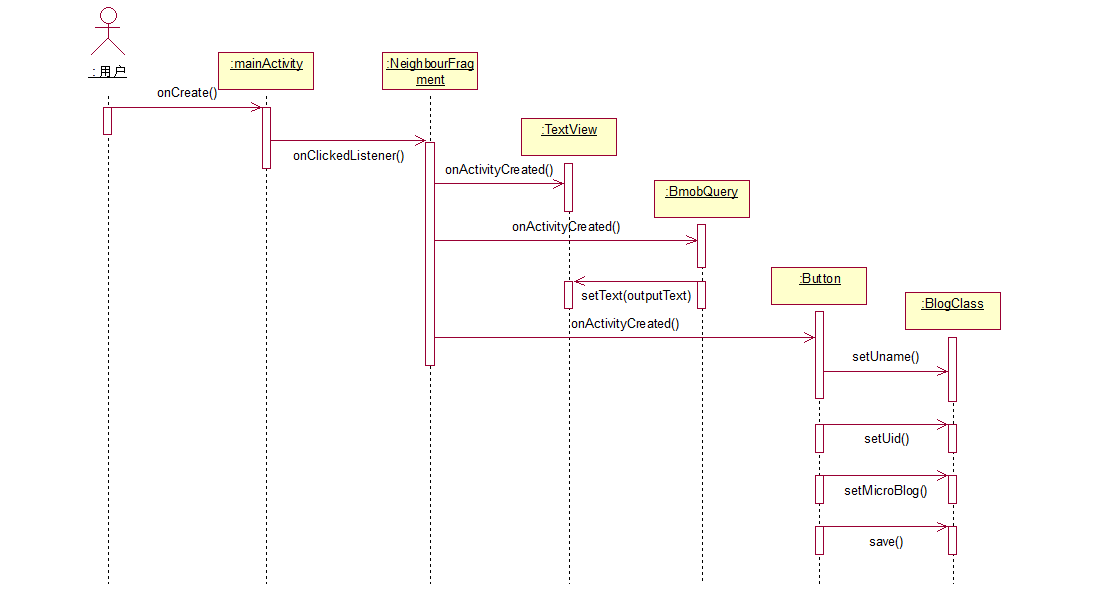 : 用户
:mainActivity
:NeighbourFrag
ment
onCreate()
onClickedListener()
:TextView
onActivityCreated()
:BmobQuery
onActivityCreated()
setText(outputText)
:Button
:BlogClass
onActivityCreated()
setUname()
setUid()
setMicroBlog()
save()